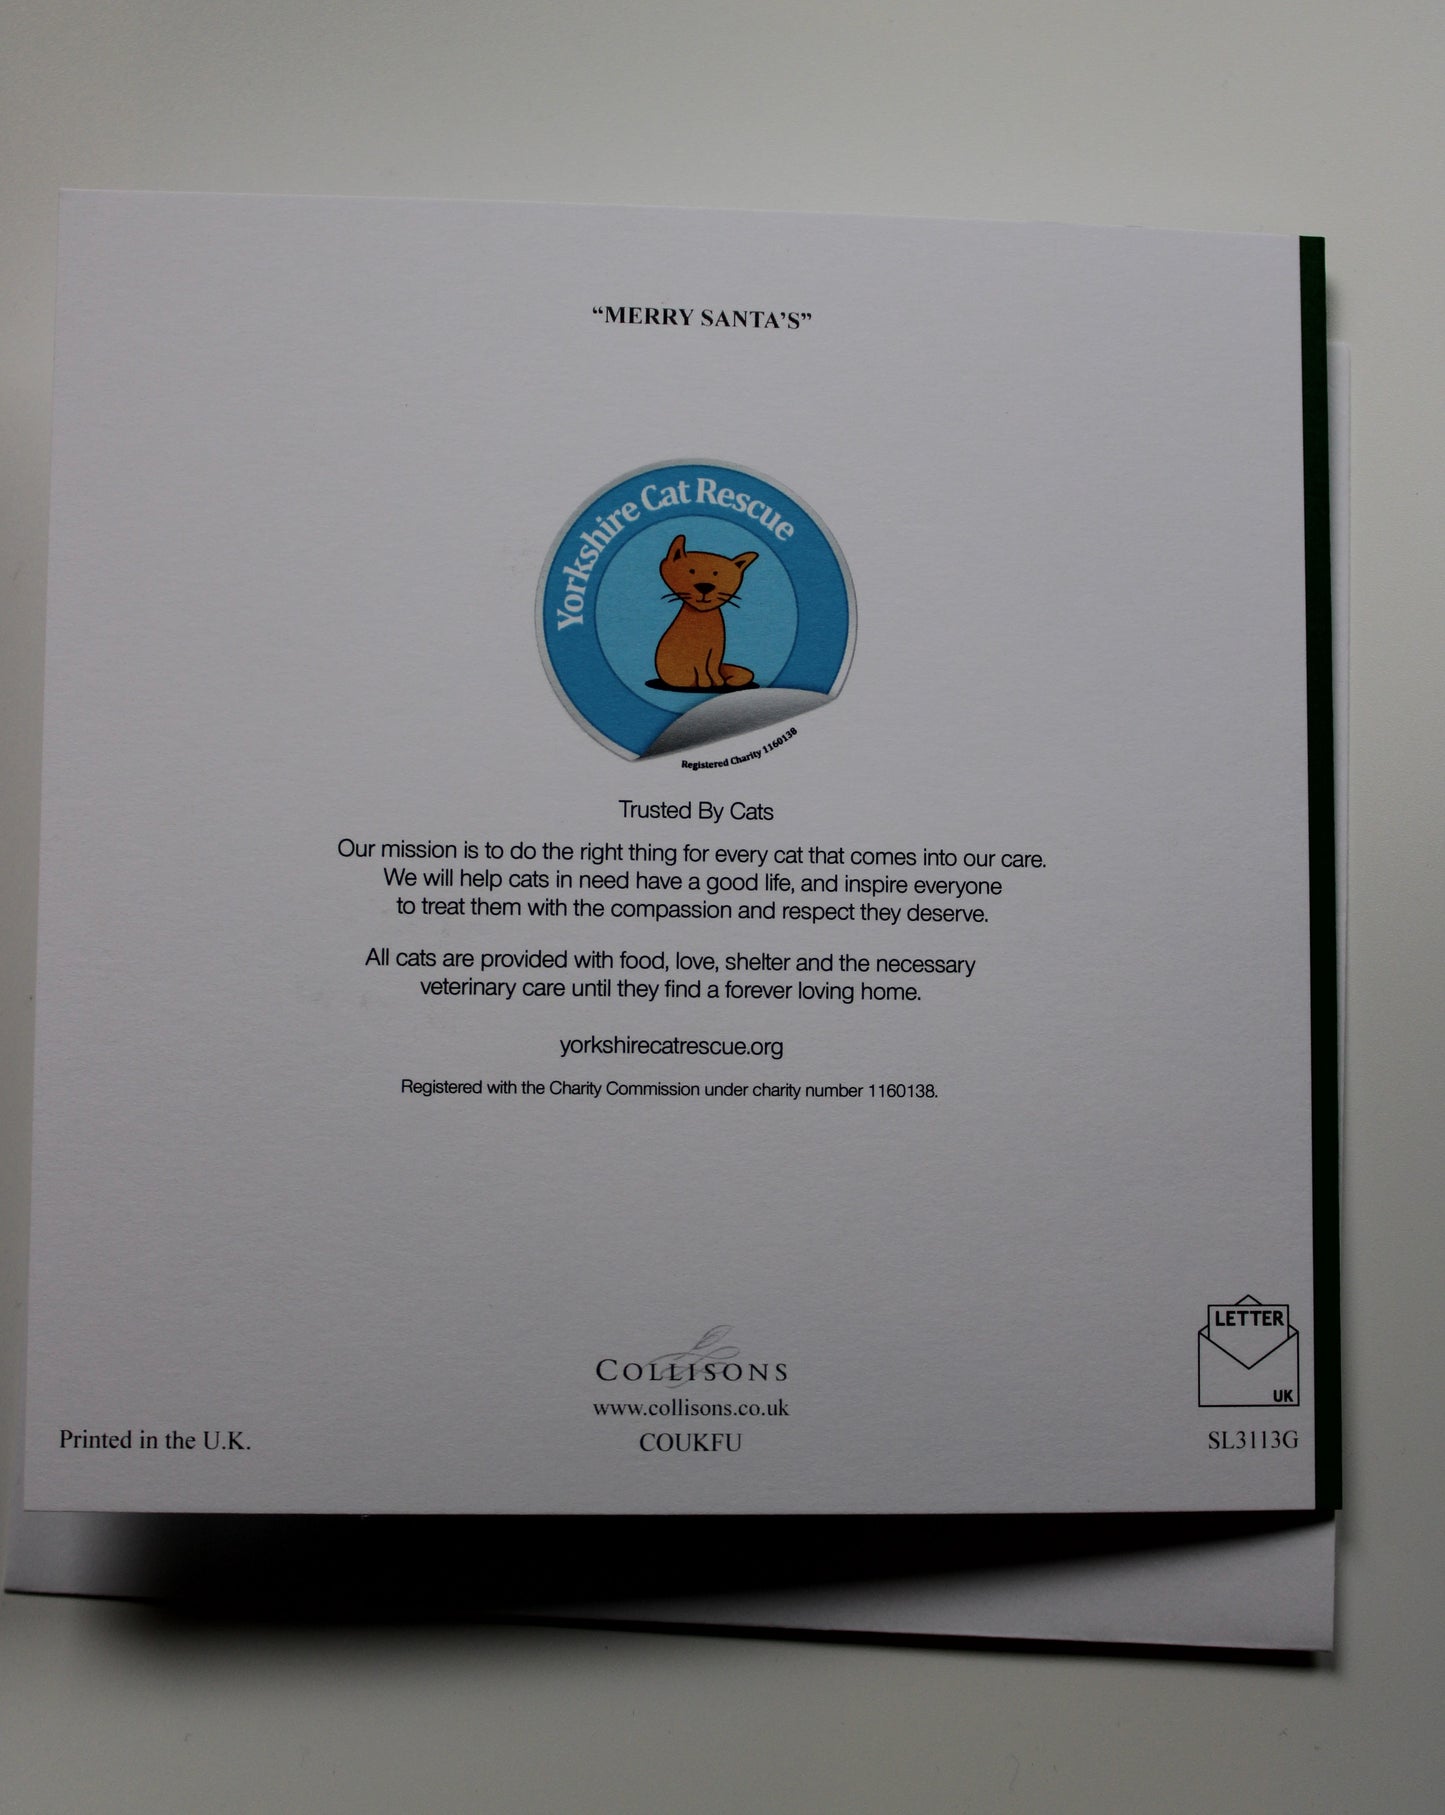 “MERRY SANTA’S”
Yorkshire Cat Rescue
Registered Charity 1160138
Trusted By Cats
Our mission is to do the right thing for every cat that comes into our care.
We will help cats in need have a good life, and inspire everyone
to treat them with the compassion and respect they deserve.
All cats are provided with food, love, shelter and the necessary
veterinary care until they find a forever loving home.
yorkshirecatrescue.org
Registered with the Charity Commission under charity number 1160138.
LETTER
UK
COLLISONS
www.collisons.co.uk
Printed in the U.K.
COUKFU
SL3113G